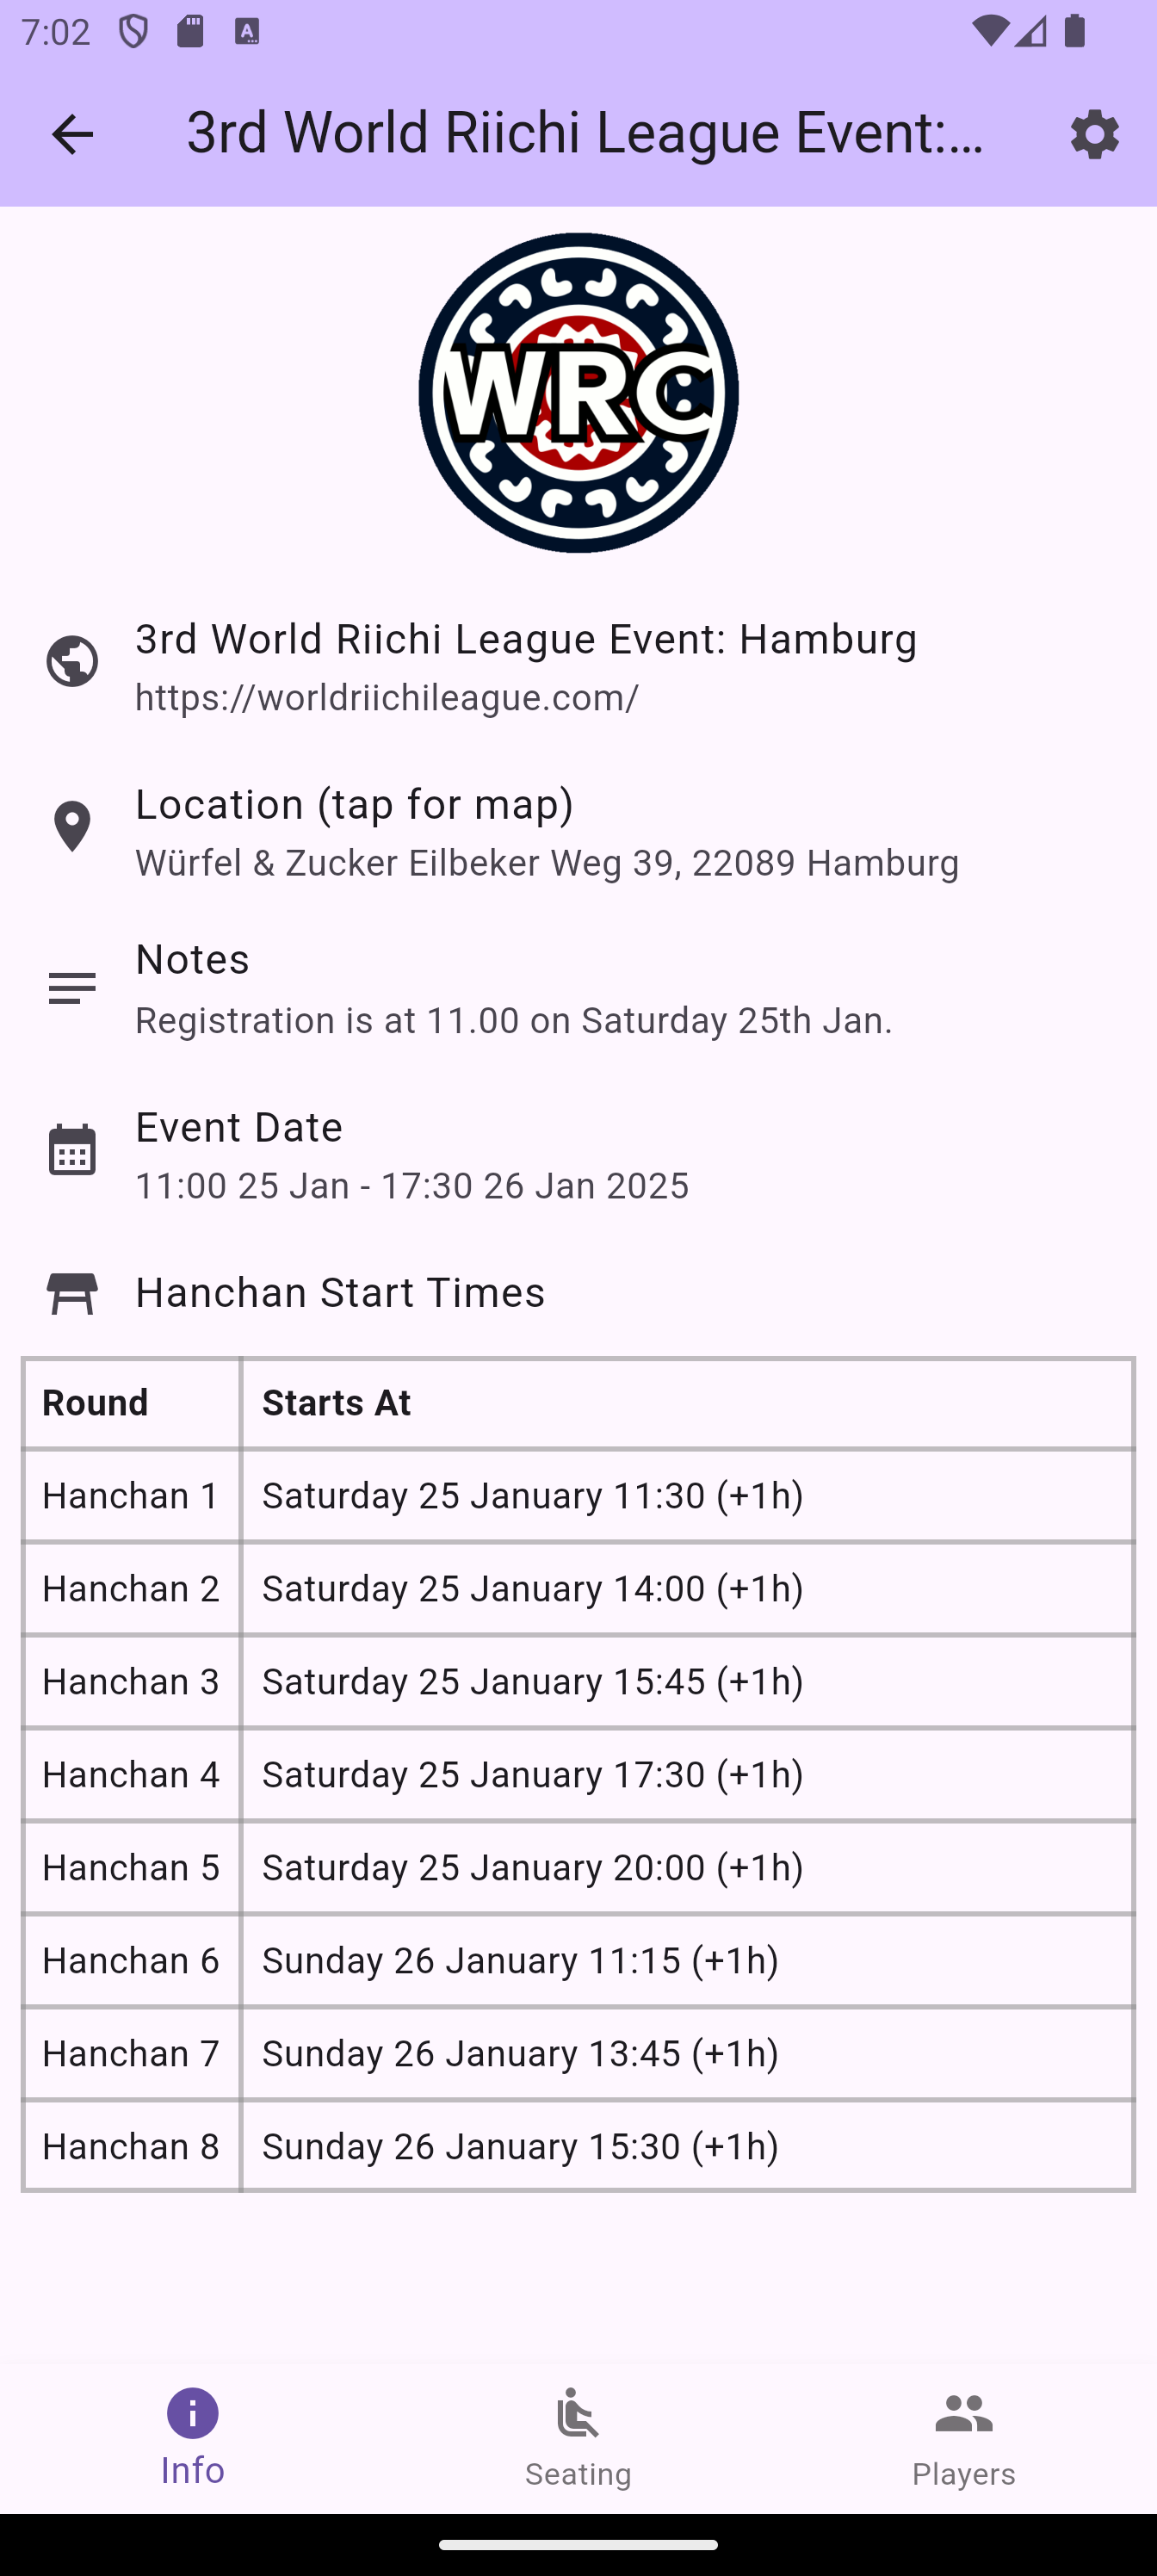 7:02
3rd World Riichi League Event:...
WRC
3rd World Riichi League Event: Hamburg
https://worldriichileague.com/
Location (tap for map)
Würfel & Zucker Eilbeker Weg 39, 22089 Hamburg
Notes
Registration is at 11.00 on Saturday 25th Jan.
Event Date
11:00 25 Jan - 17:30 26 Jan 2025
Hanchan Start Times
Round Starts At
Hanchan 1 Saturday 25 January 11:30 (+1h)
Hanchan 2 Saturday 25 January 14:00 (+1h)
Hanchan 3 Saturday 25 January 15:45 (+1h)
Hanchan 4 Saturday 25 January 17:30 (+1h)
Hanchan 5 Saturday 25 January 20:00 (+1h)
Hanchan 6 Sunday 26 January 11:15 (+1h)
Hanchan 7 Sunday 26 January 13:45 (+1h)
Hanchan 8 Sunday 26 January 15:30 (+1h)
Info Seating Players